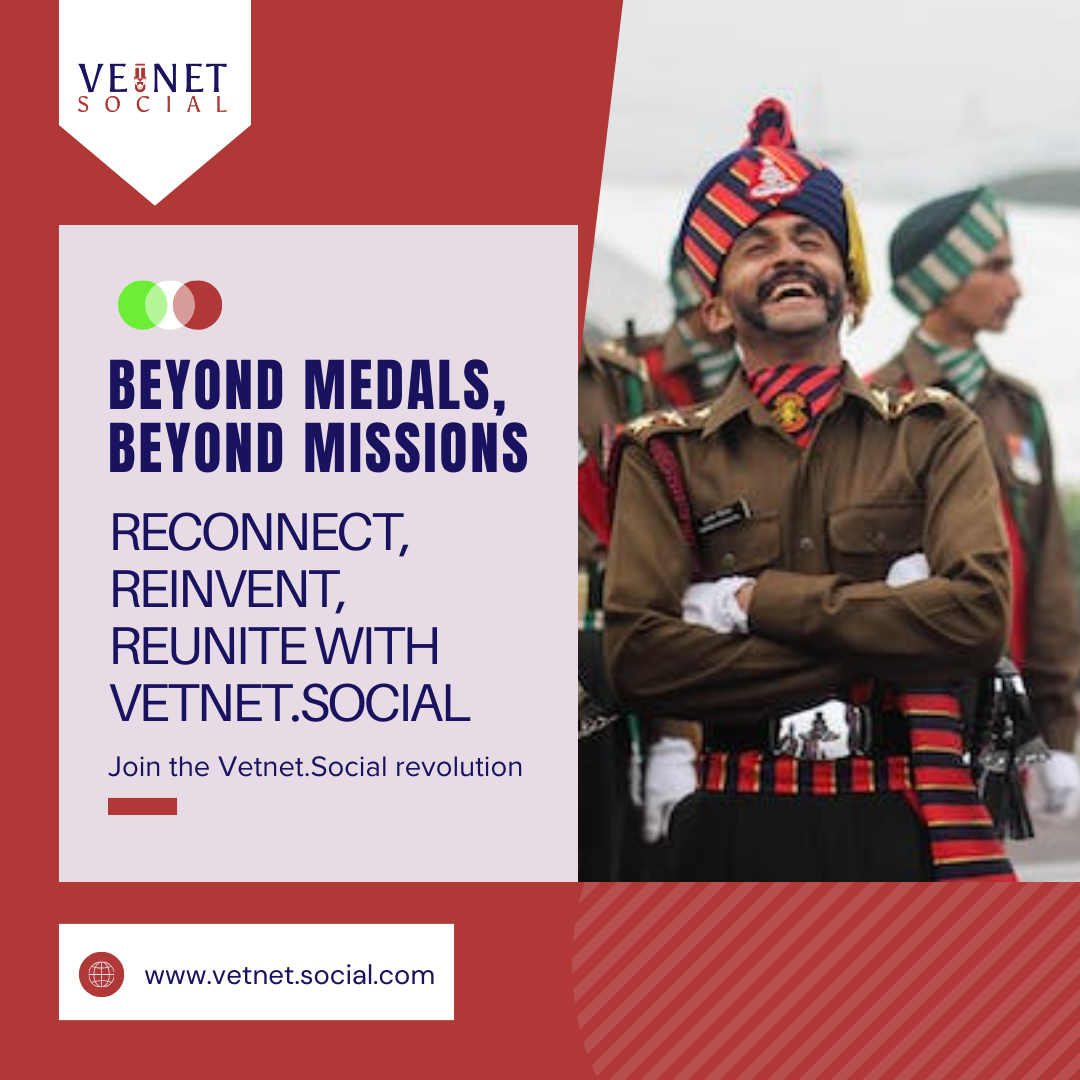 VETNET
SOCIAL
BEYOND MEDALS,
BEYOND MISSIONS
RECONNECT,
REINVENT,
REUNITE WITH
VETNET.SOCIAL
Join the Vetnet.Social revolution
www.vetnet.social.com